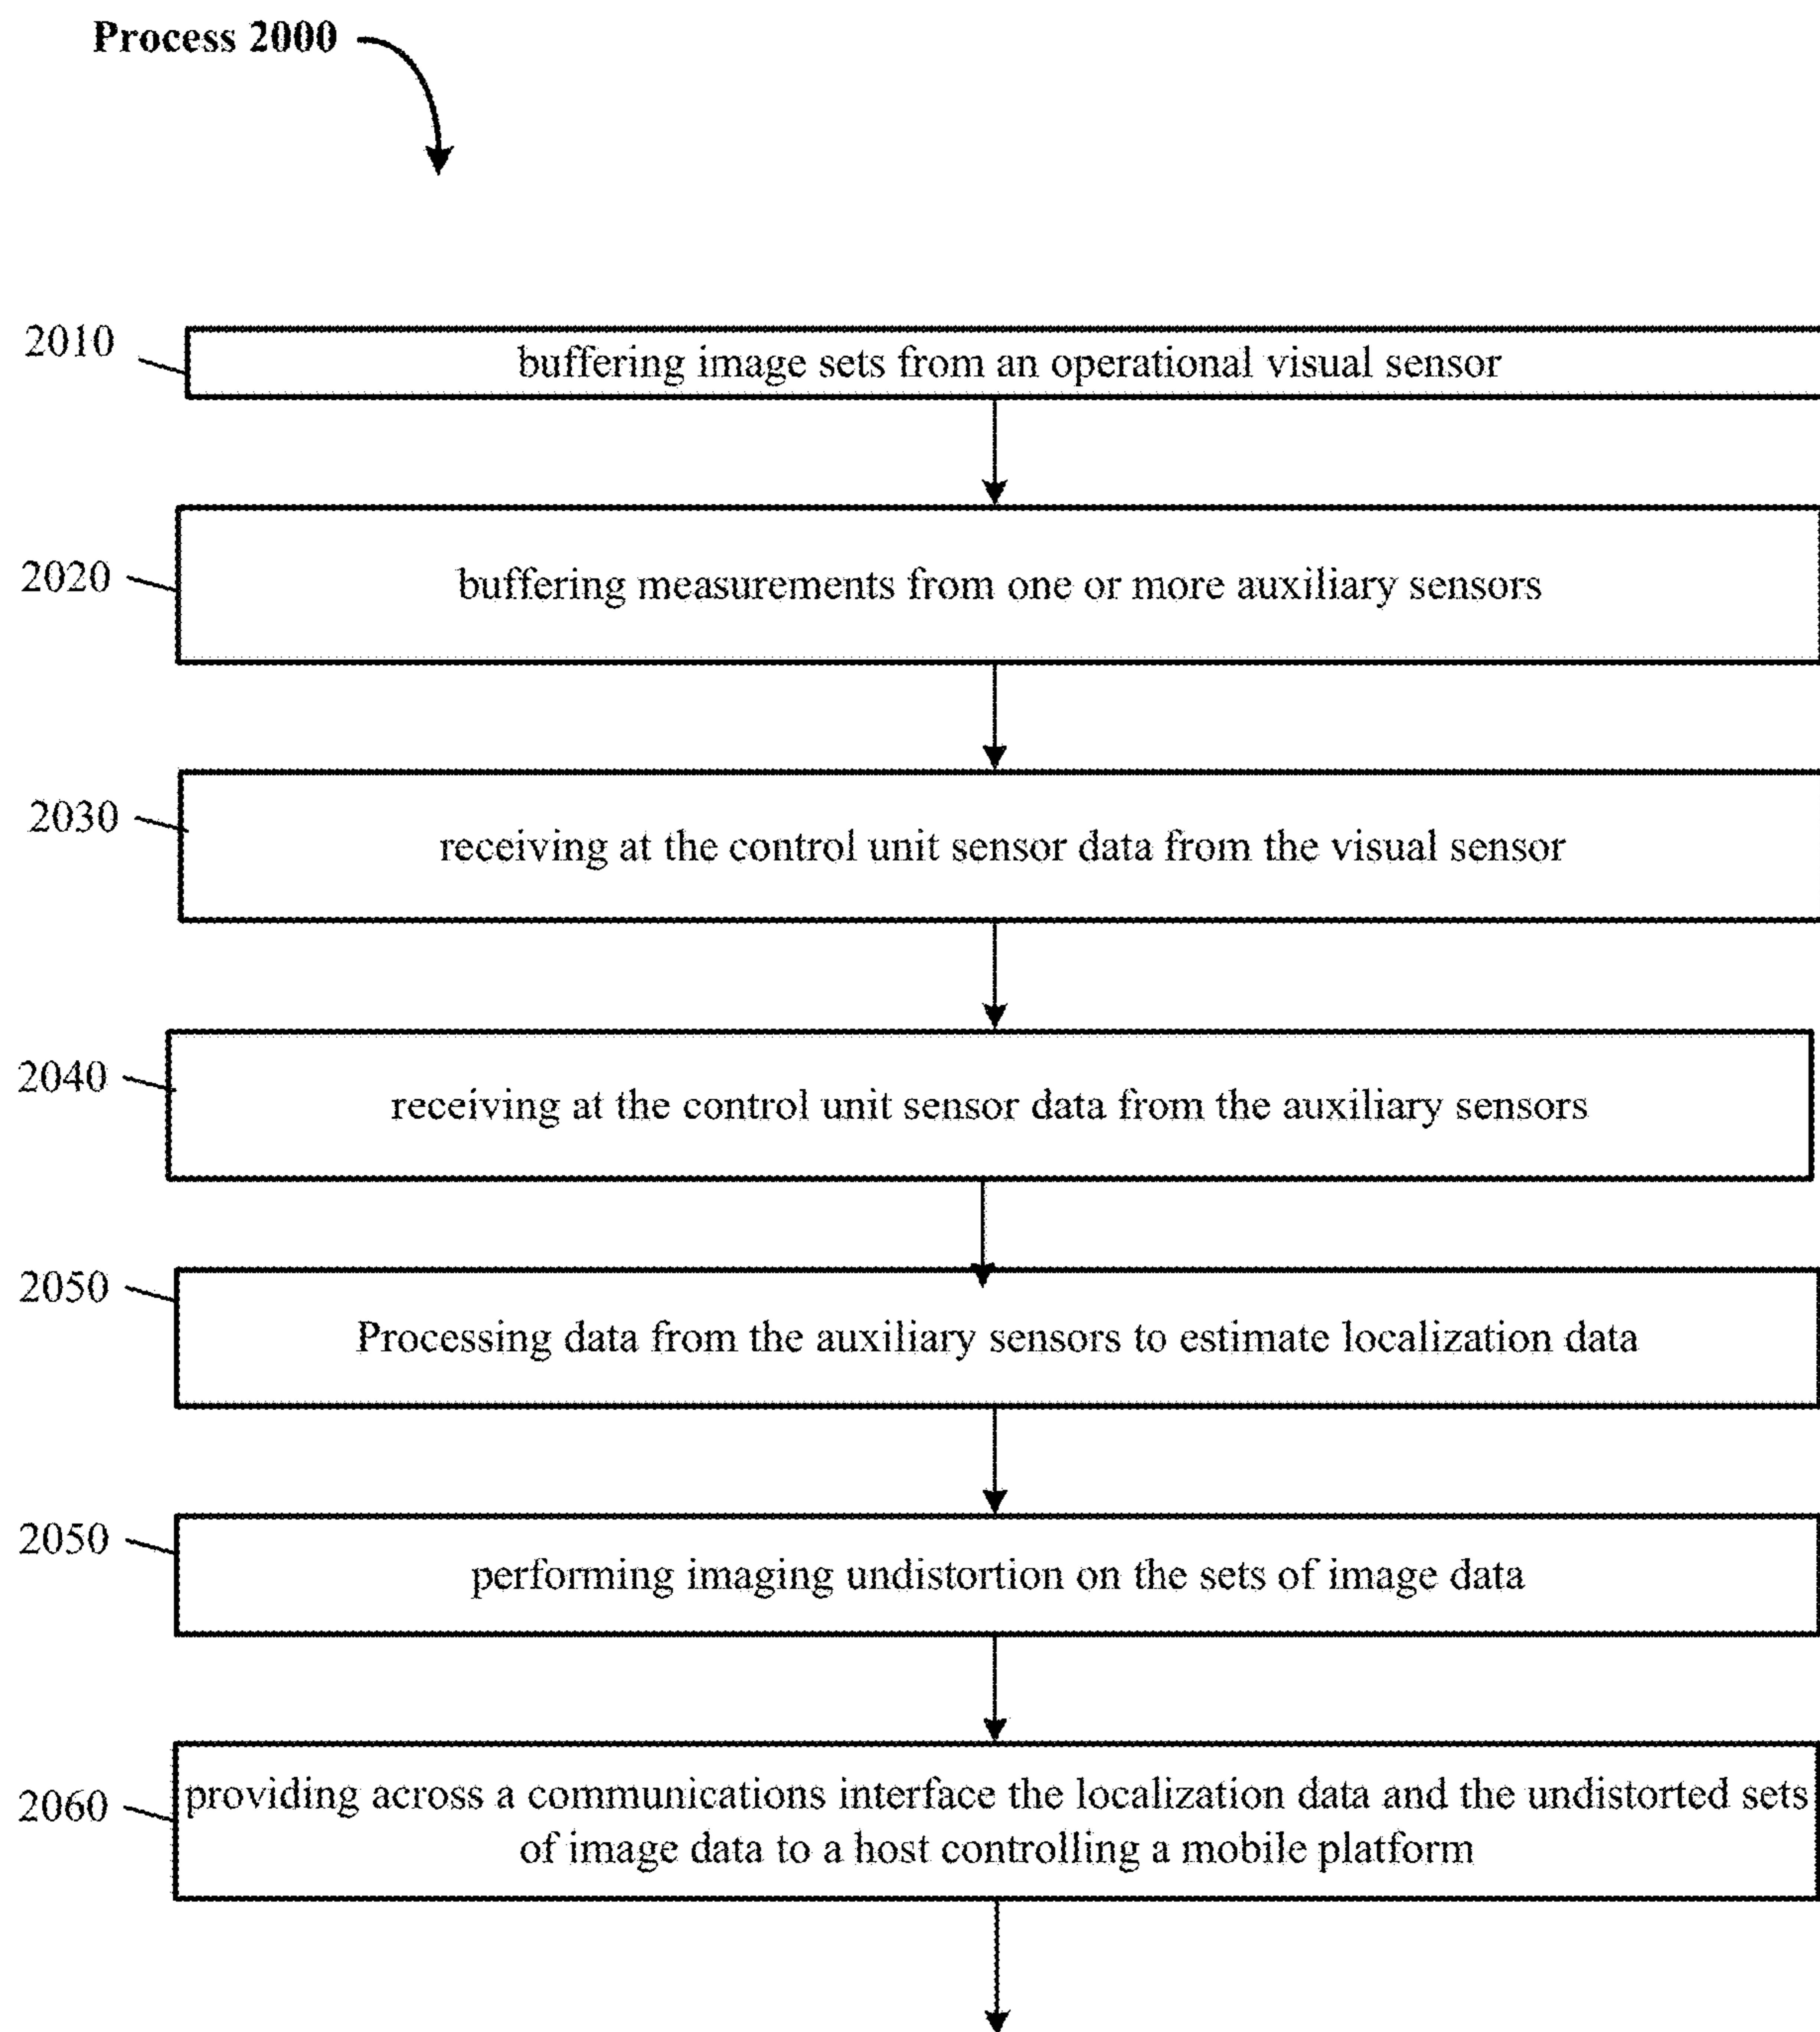 Process 2000
2010
buffering image sets from an operational visual sensor
2020
buffering measurements from one or more auxiliary sensors
2030
receiving at the control unit sensor data from the visual sensor
2040
receiving at the control unit sensor data from the auxiliary sensors
2050
Processing data from the auxiliary sensors to estimate localization data
2050
performing imaging undistortion on the sets of image data
2060
providing across a communications interface the localization data and the undistorted sets
of image data to a host controlling a mobile platform